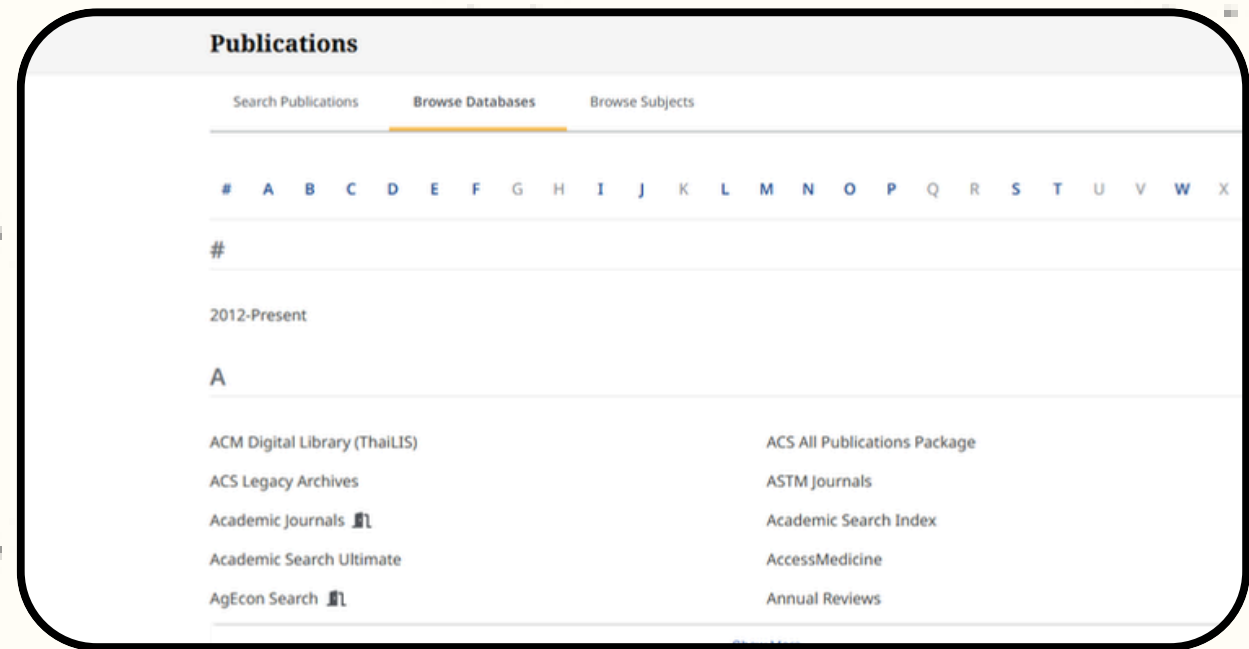 Publications
Search Publications Browse Databases Browse Subjects
# A B C D E F G H I J K L M N O P Q R S T U V W X
#
2012-Present
A
ACM Digital Library (ThaiLIS) ACS All Publications Package
ACS Legacy Archives ASTM Journals
Academic Journals Academic Search Index
Academic Search Ultimate AccessMedicine
AgEcon Search Annual Reviews